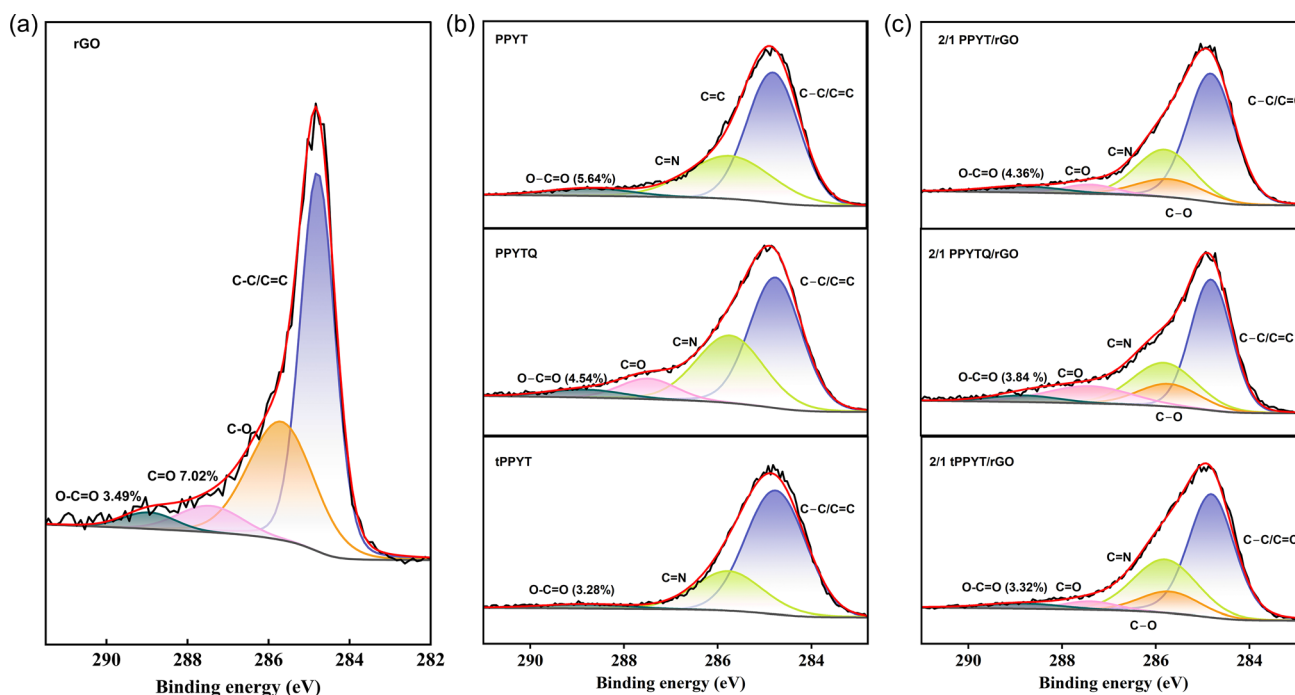 (a)
rGO
C-C/C=C
C-O
C=O 7.02%
O-C=O 3.49%
290 288 286 284 282
Binding energy (eV)
(b)
PPYT
C=C
C−C/C=C
C=N
O−C=O (5.64%)
PPYTQ
C−C/C=C
C=N
C=O
O−C=O (4.54%)
tPPYT
C−C/C=C
C=N
O-C=O (3.28%)
290 288 286 284
Binding energy (eV)
(c)
2/1 PPYT/rGO
C−C/C=C
C=N
C=O
O-C=O (4.36%)
C−O
2/1 PPYTQ/rGO
C−C/C=C
C=N
C=O
O-C=O (3.84 %)
C−O
2/1 tPPYT/rGO
C−C/C=C
C=N
C=O
O-C=O (3.32%)
C−O
290 288 286 284
Binding energy (eV)